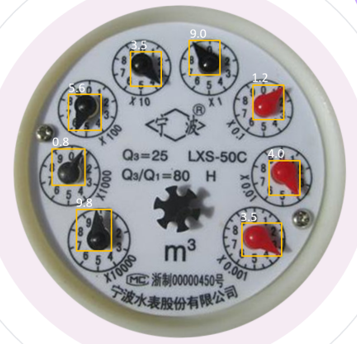 3.5
9.0
5.6
1.2
0.8
4.0
9.8
3.5
X10
X1
X100
X0.1
X1000
X0.01
X10000
X0.001
宁 波 ®
Q₃=25 LXS-50C
Q₃/Q₁=80 H
m³
MC 浙制00000450号
宁波水表股份有限公司